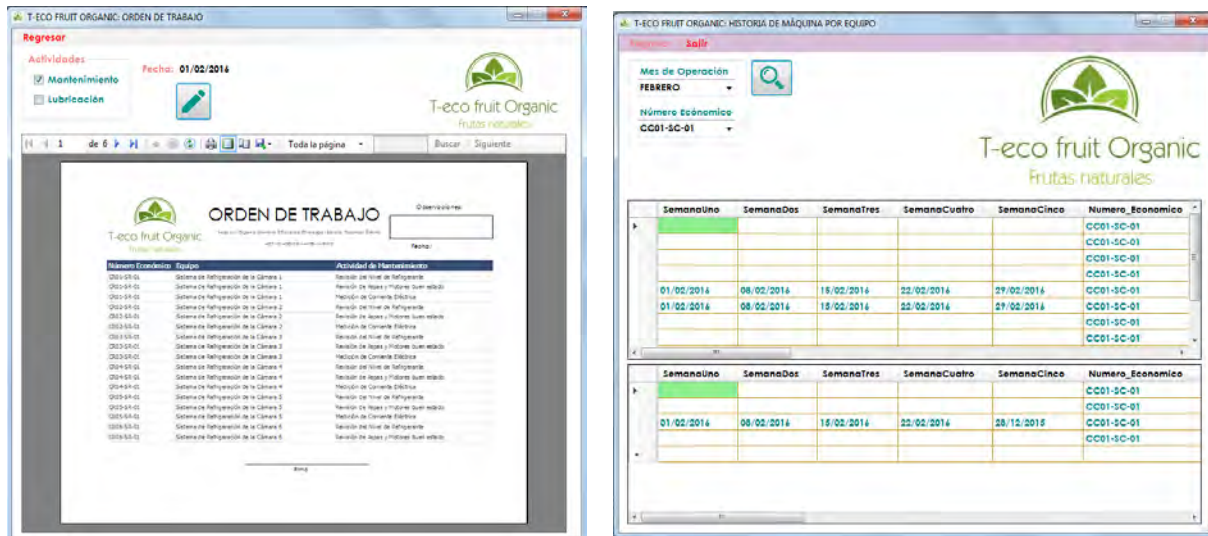 T-ECO FRUIT ORGANIC: ORDEN DE TRABAJO
Regresar
Actividades
Mantenimiento
Lubricación
Fecha: 01/02/2016
T-eco fruit Organic
Frutas naturales
1 de 6 Toda la página Buscar Siguiente
T-eco fruit Organic
Frutas naturales
ORDEN DE TRABAJO
Observaciones:
Fecha:
Número Económico Equipo Actividad de Mantenimiento
Sistema de Refrigeración de la Cámara 1 Revisión del Nivel de Refrigerante
Sistema de Refrigeración de la Cámara 1 Revisión de Aspas y Motores buen estado
Sistema de Refrigeración de la Cámara 1 Medición de Corriente Eléctrica
Sistema de Refrigeración de la Cámara 2 Revisión del Nivel de Refrigerante
Sistema de Refrigeración de la Cámara 2 Revisión de Aspas y Motores buen estado
Sistema de Refrigeración de la Cámara 2 Medición de Corriente Eléctrica
Sistema de Refrigeración de la Cámara 3 Revisión del Nivel de Refrigerante
Sistema de Refrigeración de la Cámara 3 Revisión de Aspas y Motores buen estado
Sistema de Refrigeración de la Cámara 3 Medición de Corriente Eléctrica
Sistema de Refrigeración de la Cámara 4 Revisión del Nivel de Refrigerante
Sistema de Refrigeración de la Cámara 4 Revisión de Aspas y Motores buen estado
Sistema de Refrigeración de la Cámara 4 Medición de Corriente Eléctrica
Sistema de Refrigeración de la Cámara 5 Revisión del Nivel de Refrigerante
Sistema de Refrigeración de la Cámara 5 Revisión de Aspas y Motores buen estado
Sistema de Refrigeración de la Cámara 5 Medición de Corriente Eléctrica
Sistema de Refrigeración de la Cámara 6 Revisión del Nivel de Refrigerante
Sistema de Refrigeración de la Cámara 6 Revisión de Aspas y Motores buen estado
T-ECO FRUIT ORGANIC: HISTORIA DE MÁQUINA POR EQUIPO
Regresar Salir
Mes de Operación
FEBRERO
Número Ecónomico
CC01-SC-01
T-eco fruit Organic
Frutas naturales
SemanaUno SemanaDos SemanaTres SemanaCuatro SemanaCinco Numero_Economico
CC01-SC-01
CC01-SC-01
CC01-SC-01
CC01-SC-01
01/02/2016 08/02/2016 15/02/2016 22/02/2016 29/02/2016 CC01-SC-01
01/02/2016 08/02/2016 15/02/2016 22/02/2016 29/02/2016 CC01-SC-01
CC01-SC-01
CC01-SC-01
SemanaUno SemanaDos SemanaTres SemanaCuatro SemanaCinco Numero_Economico
CC01-SC-01
CC01-SC-01
01/02/2016 08/02/2016 15/02/2016 22/02/2016 28/12/2015 CC01-SC-01
CC01-SC-01